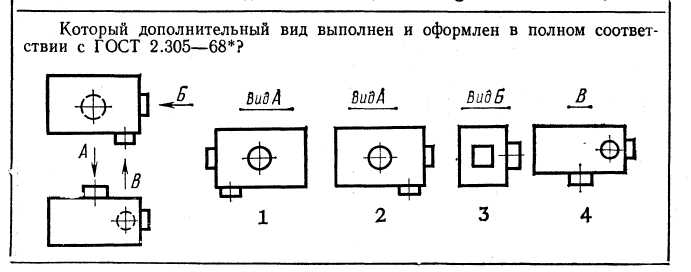 Который дополнительный вид выполнен и оформлен в полном соответ-
ствии с ГОСТ 2.305—68*?
Б
Вид А
Вид А
Вид Б
В
А
В
1
2
3
4